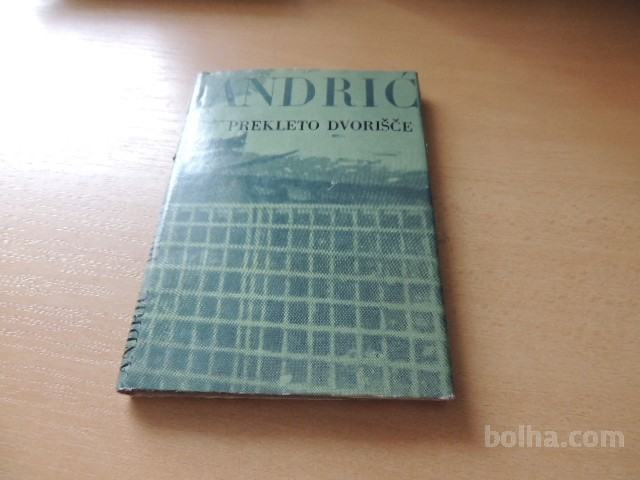 ANDRIĆ
PREKLETO DVORIŠČE
ANDRIĆ
bolha.com